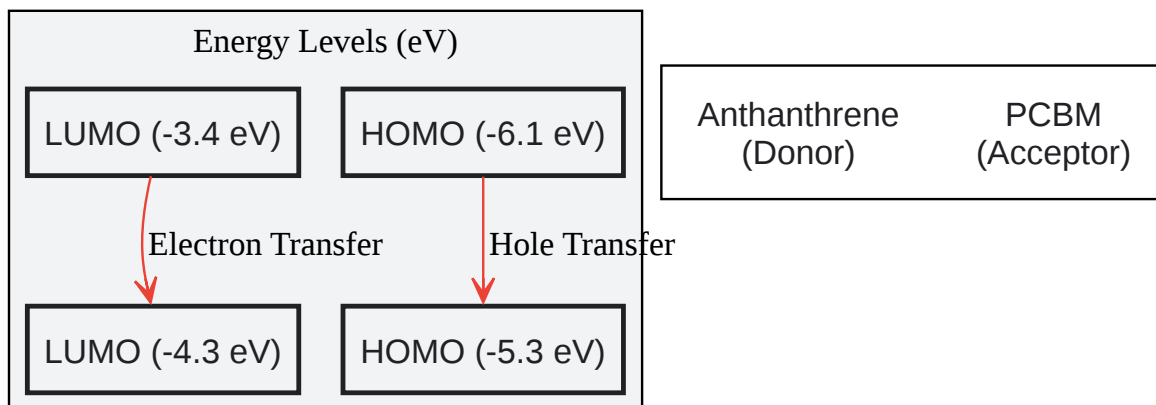 Energy Levels (eV)
LUMO (-3.4 eV)
HOMO (-6.1 eV)
Electron Transfer
Hole Transfer
LUMO (-4.3 eV)
HOMO (-5.3 eV)
Anthanthrene
(Donor)
PCBM
(Acceptor)